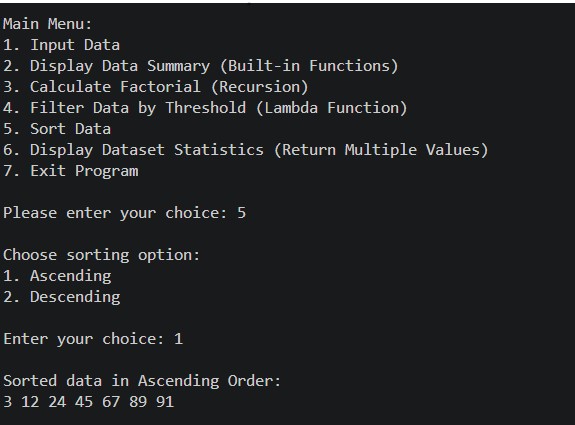 Main Menu:
1. Input Data
2. Display Data Summary (Built-in Functions)
3. Calculate Factorial (Recursion)
4. Filter Data by Threshold (Lambda Function)
5. Sort Data
6. Display Dataset Statistics (Return Multiple Values)
7. Exit Program
Please enter your choice: 5
Choose sorting option:
1. Ascending
2. Descending
Enter your choice: 1
Sorted data in Ascending Order:
3 12 24 45 67 89 91